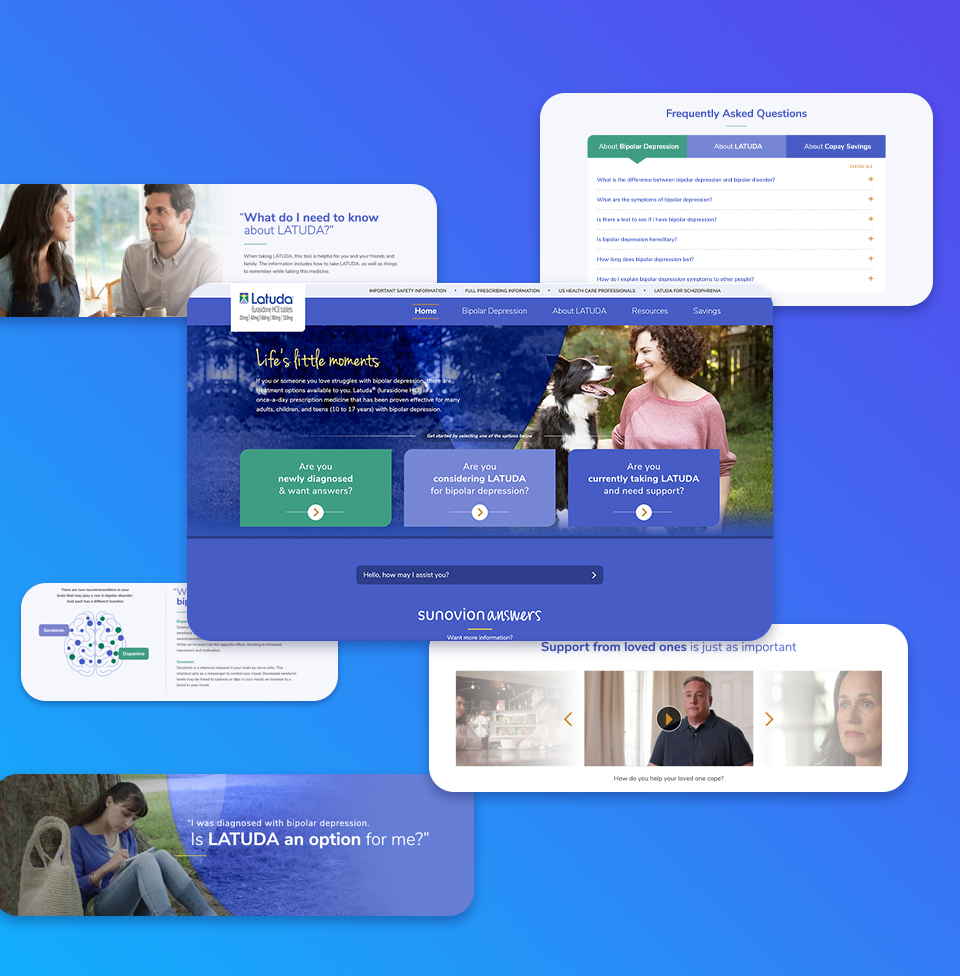 Frequently Asked Questions
About Bipolar Depression
About LATUDA
About Copay Savings
SHOW ALL
What is the difference between bipolar depression and bipolar disorder?
What are the symptoms of bipolar depression?
Is there a test to see if I have bipolar depression?
Is bipolar depression hereditary?
How long does bipolar depression last?
How do I explain bipolar depression symptoms to other people?
“What do I need to know
about LATUDA?”
When taking LATUDA, this tool is helpful for you and your friends and
family. The information includes how to take LATUDA, as well as things
to remember while taking this medicine.
IMPORTANT SAFETY INFORMATION • FULL PRESCRIBING INFORMATION • US HEALTH CARE PROFESSIONALS • LATUDA FOR SCHIZOPHRENIA
Latuda
(lurasidone HCl) tablets
20mg | 40mg | 60mg | 80mg | 120mg
Home
Bipolar Depression
About LATUDA
Resources
Savings
Life's little moments
If you or someone you love struggles with bipolar depression, there are
treatment options available to you. Latuda® (lurasidone HCl) is a
once-a-day prescription medicine that has been proven effective for many
adults, children, and teens (10 to 17 years) with bipolar depression.
Get started by selecting one of the options below
Are you
newly diagnosed
& want answers?
Are you
considering LATUDA
for bipolar depression?
Are you
currently taking LATUDA
and need support?
Hello, how may I assist you?
sunovion answers
Want more information?
There are two neurotransmitters in your
brain that may play a role in bipolar disorder.
And each has a different function
Serotonin
Dopamine
“W
bip
While an increase has the opposite effect, resulting in increased
movement and motivation.
Serotonin
Serotonin is a chemical released in your brain by nerve cells. This
chemical acts as a messenger to control your mood. Decreased serotonin
levels may be linked to sadness or dips in your mood; an increase to a
boost in your mood
Support from loved ones is just as important
How do you help your loved one cope?
“I was diagnosed with bipolar depression.
Is LATUDA an option for me?”